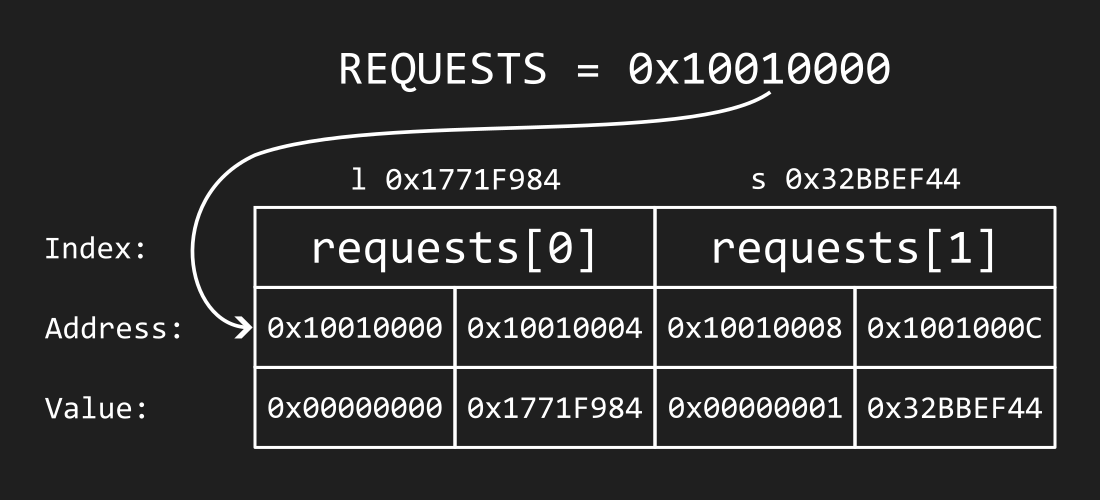 REQUESTS = 0x10010000
l 0x1771F984 s 0x32BBEF44
Index: requests[0] requests[1]
Address: 0x10010000 0x10010004 0x10010008 0x1001000C
Value: 0x00000000 0x1771F984 0x00000001 0x32BBEF44